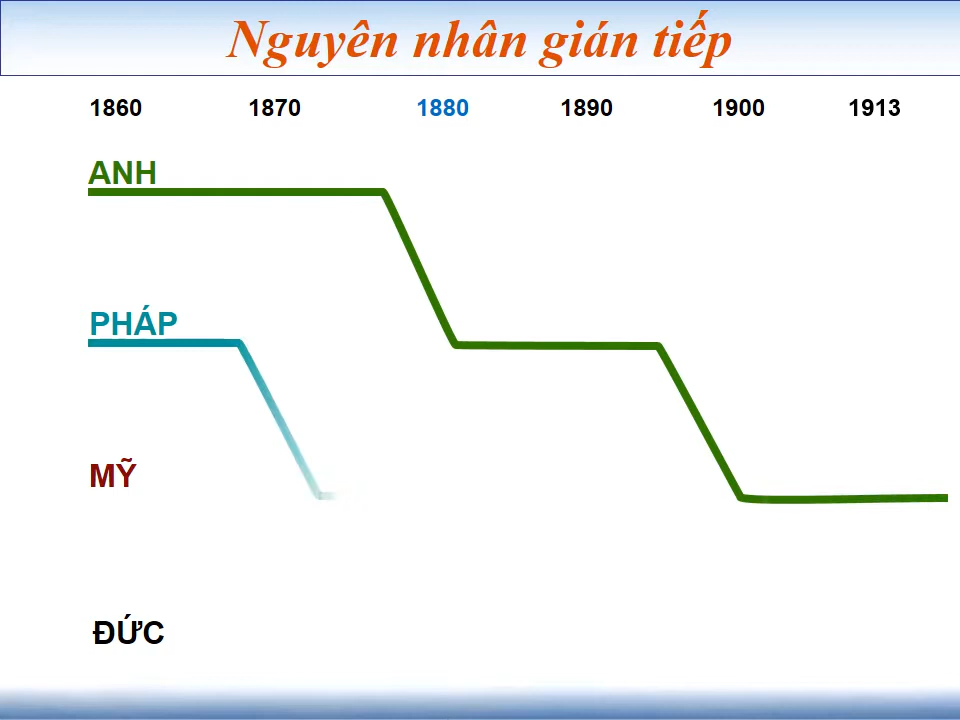 Nguyên nhân gián tiếp
1860 1870 1880 1890 1900 1913
ANH
PHÁP
MỸ
ĐỨC